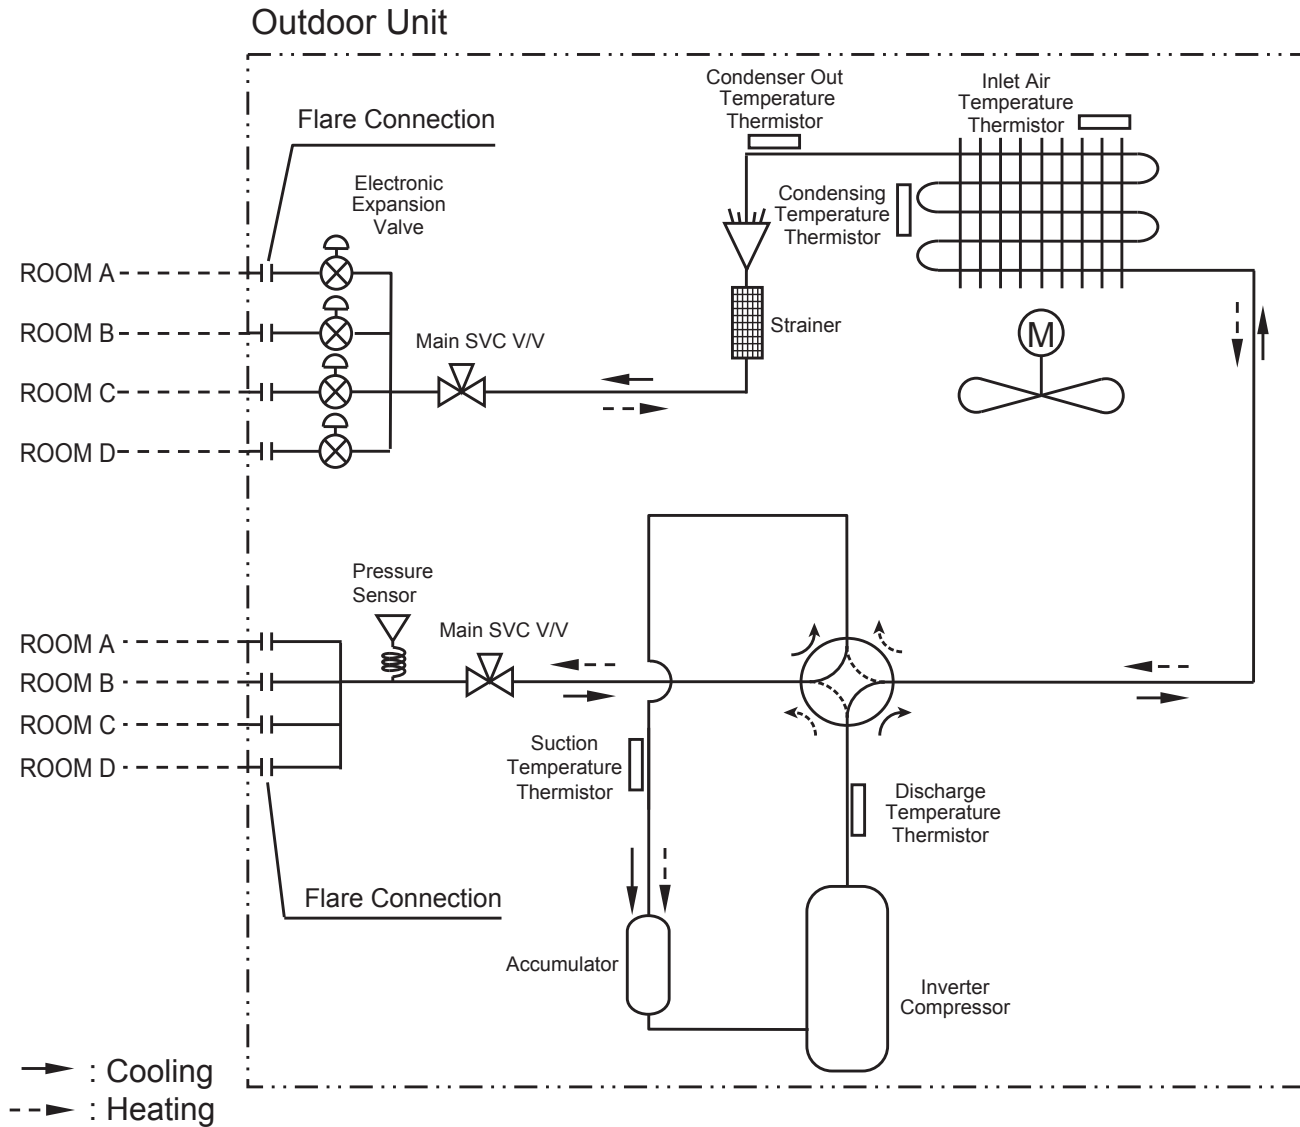 Outdoor Unit
Condenser Out
Temperature
Thermistor
Inlet Air
Temperature
Thermistor
Flare Connection
Electronic
Expansion
Valve
Condensing
Temperature
Thermistor
ROOM A
ROOM B
Strainer
Main SVC V/V
M
ROOM C
ROOM D
Pressure
Sensor
Main SVC V/V
ROOM A
ROOM B
ROOM C
ROOM D
Suction
Temperature
Thermistor
Discharge
Temperature
Thermistor
Flare Connection
Accumulator
Inverter
Compressor
: Cooling
: Heating